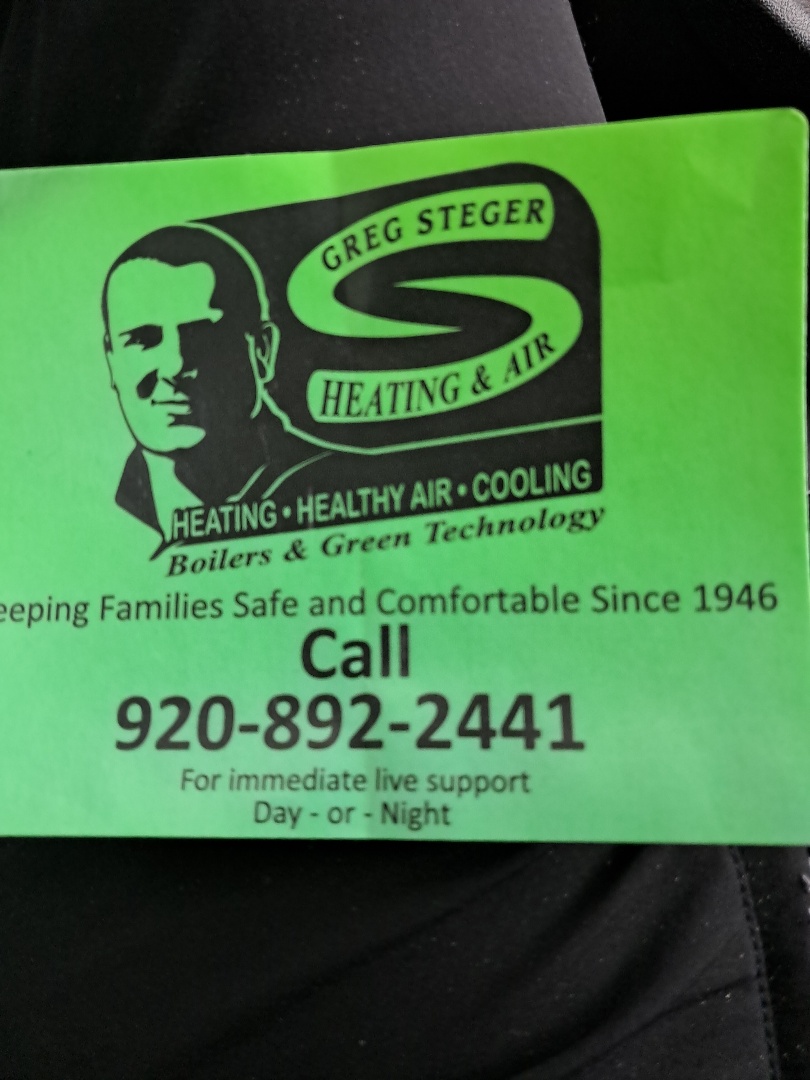 GREG STEGER
HEATING & AIR
HEATING • HEALTHY AIR • COOLING
Boilers & Green Technology
eeping Families Safe and Comfortable Since 1946
Call
920-892-2441
For immediate live support
Day - or - Night